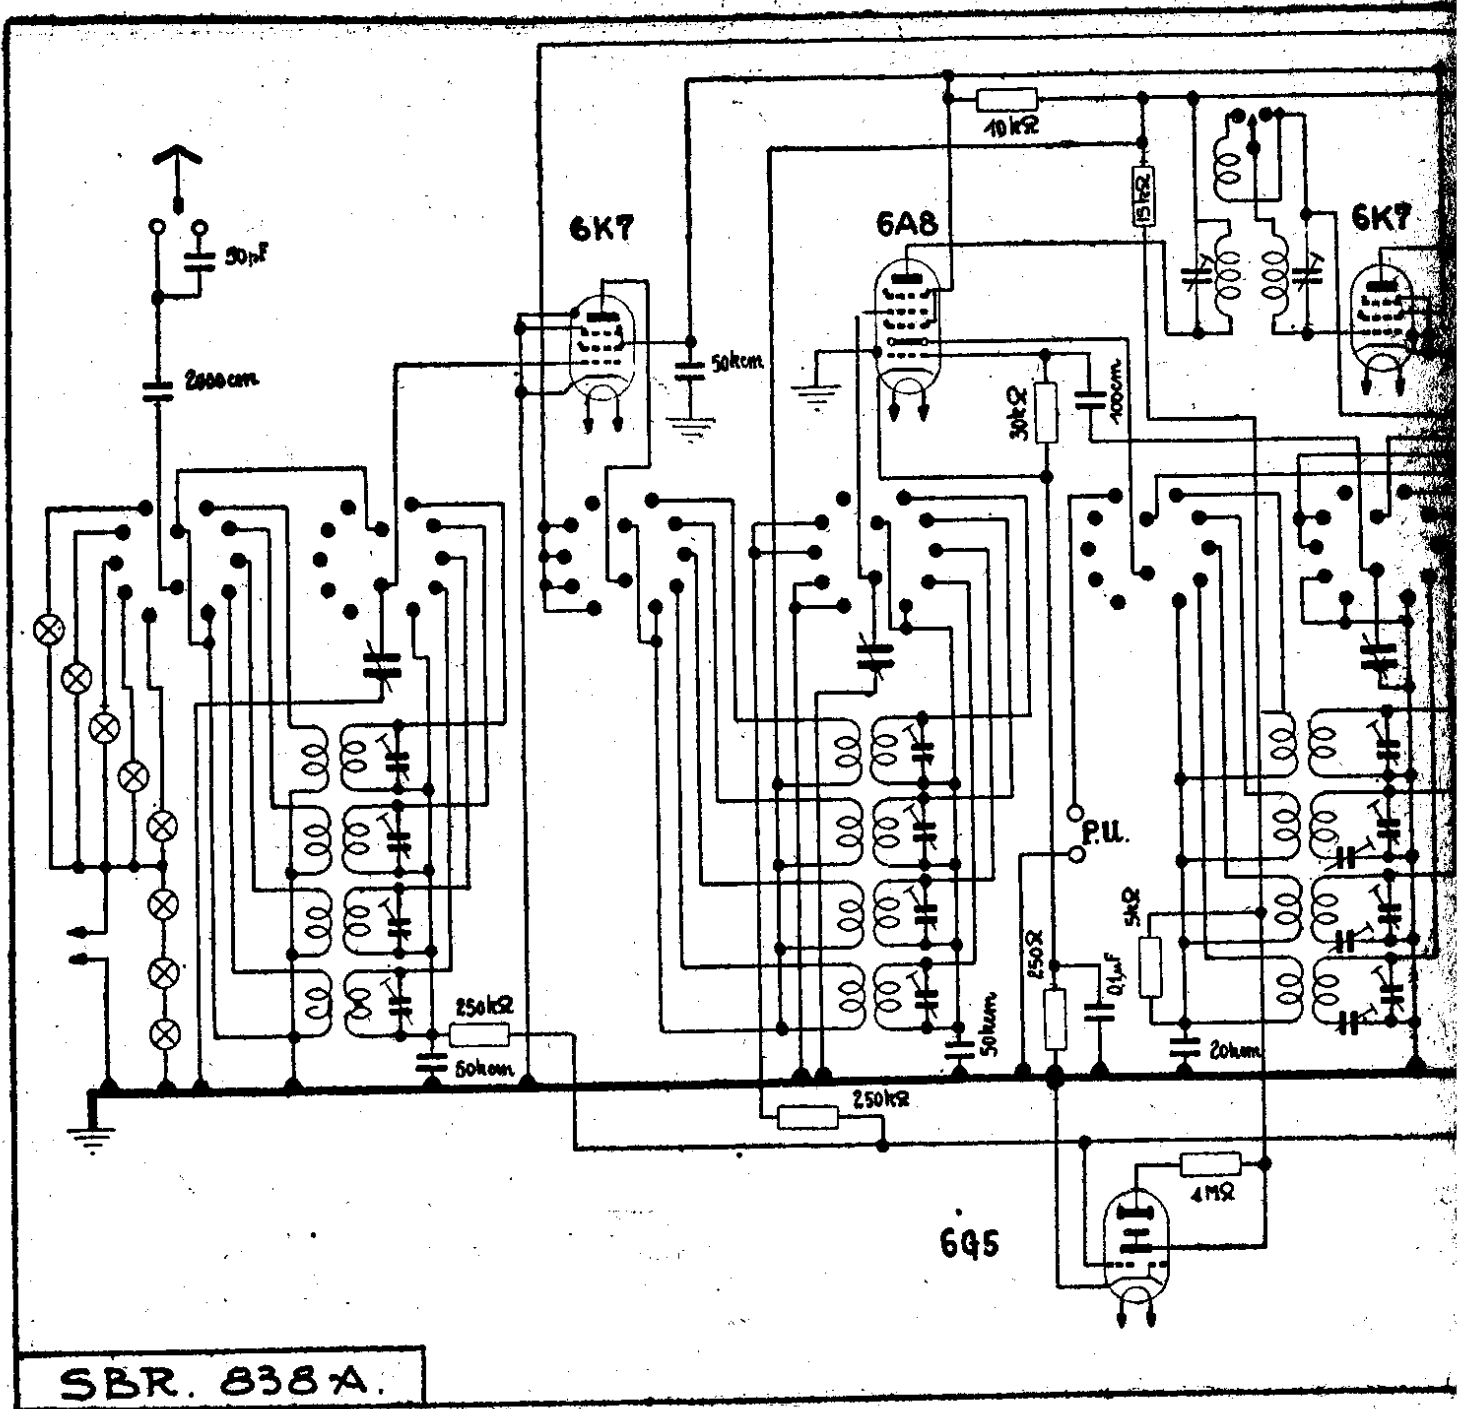 10kΩ
15kΩ
6K7
6A8
6K7
50pF
2000cm
50kcm
30kΩ
100cm
P.U.
5kΩ
250Ω
0,1µF
250kΩ
50kcm
50kcm
20kcm
250kΩ
1MΩ
6G5
SBR. 838A.